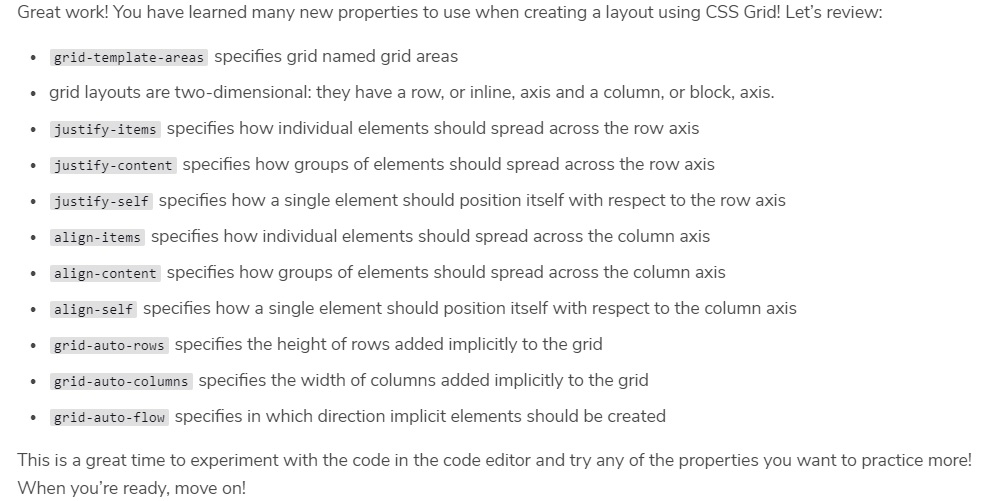 Great work! You have learned many new properties to use when creating a layout using CSS Grid! Let's review:
• grid-template-areas specifies grid named grid areas
• grid layouts are two-dimensional: they have a row, or inline, axis and a column, or block, axis.
• justify-items specifies how individual elements should spread across the row axis
• justify-content specifies how groups of elements should spread across the row axis
• justify-self specifies how a single element should position itself with respect to the row axis
• align-items specifies how individual elements should spread across the column axis
• align-content specifies how groups of elements should spread across the column axis
• align-self specifies how a single element should position itself with respect to the column axis
• grid-auto-rows specifies the height of rows added implicitly to the grid
• grid-auto-columns specifies the width of columns added implicitly to the grid
• grid-auto-flow specifies in which direction implicit elements should be created
This is a great time to experiment with the code in the code editor and try any of the properties you want to practice more!
When you're ready, move on!